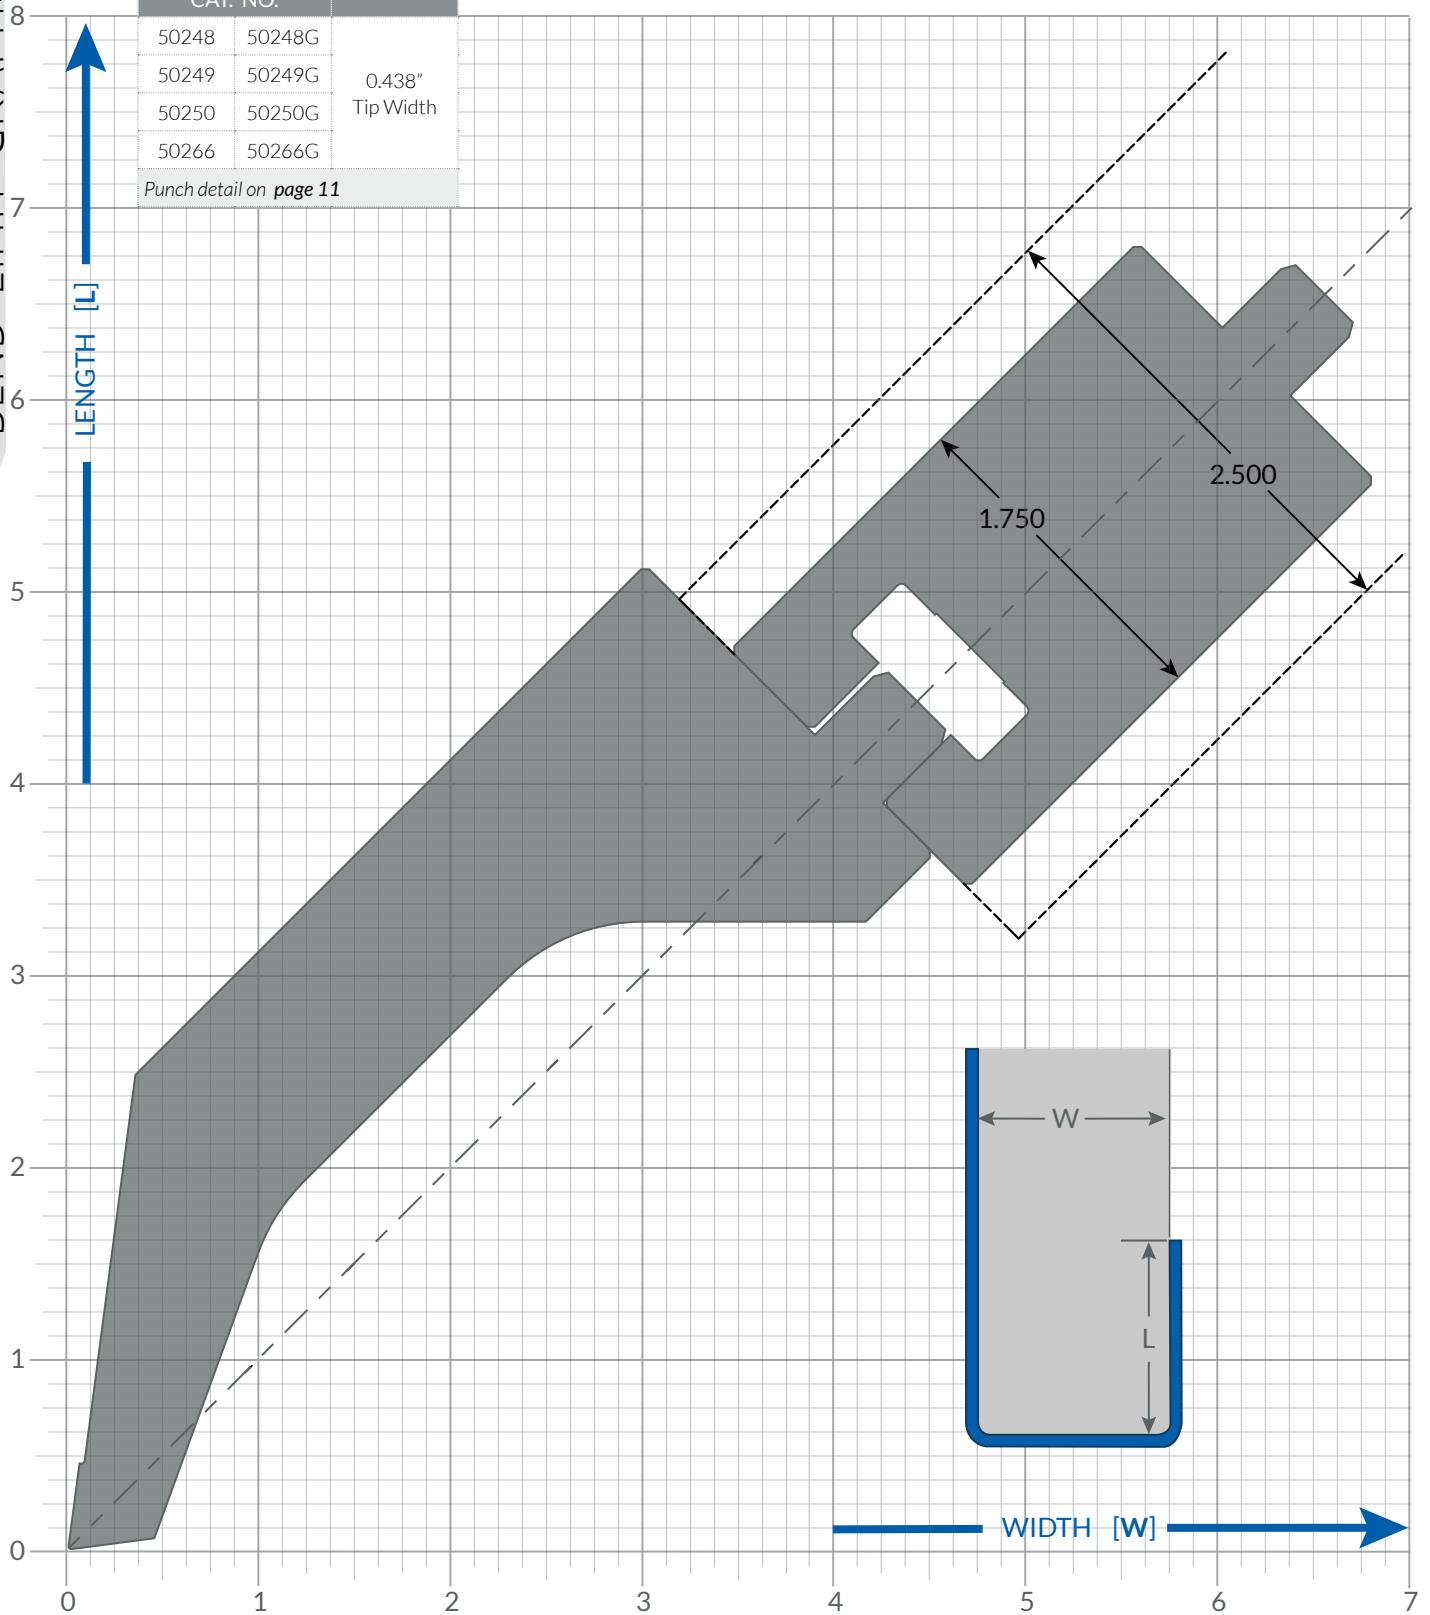 CAT. NO.
50248 50248G
50249 50249G
50250 50250G
50266 50266G
0.438”
Tip Width
Punch detail on page 11
LENGTH [L]
8
7
6
5
4
3
2
1
0
2.500
1.750
W
L
WIDTH [W]
0 1 2 3 4 5 6 7